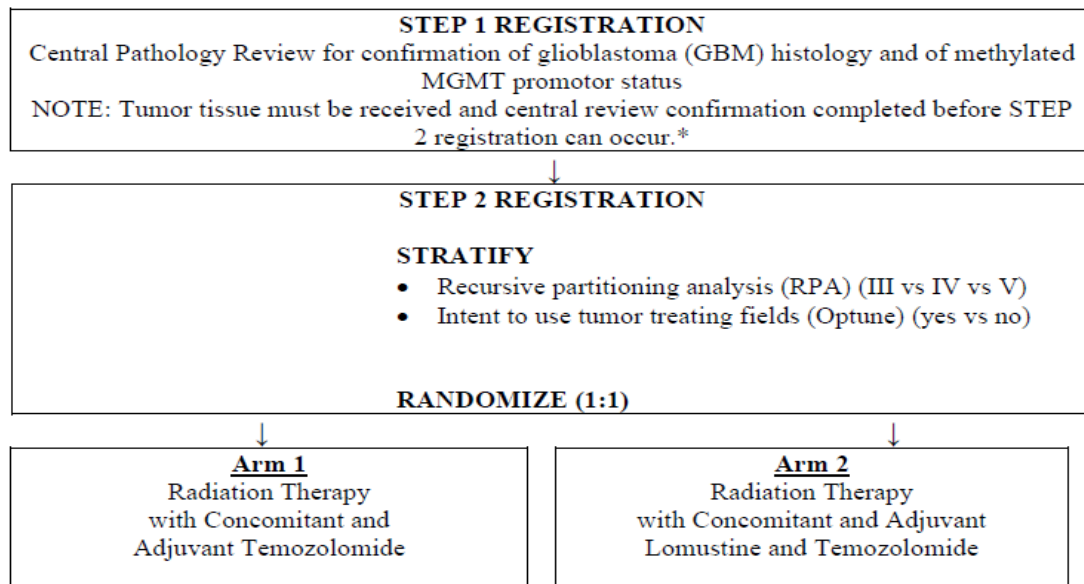 STEP 1 REGISTRATION
Central Pathology Review for confirmation of glioblastoma (GBM) histology and of methylated
MGMT promotor status
NOTE: Tumor tissue must be received and central review confirmation completed before STEP
2 registration can occur.*
↓
STEP 2 REGISTRATION
STRATIFY
• Recursive partitioning analysis (RPA) (III vs IV vs V)
• Intent to use tumor treating fields (Optune) (yes vs no)
RANDOMIZE (1:1)
↓ ↓
Arm 1
Radiation Therapy
with Concomitant and
Adjuvant Temozolomide
Arm 2
Radiation Therapy
with Concomitant and Adjuvant
Lomustine and Temozolomide